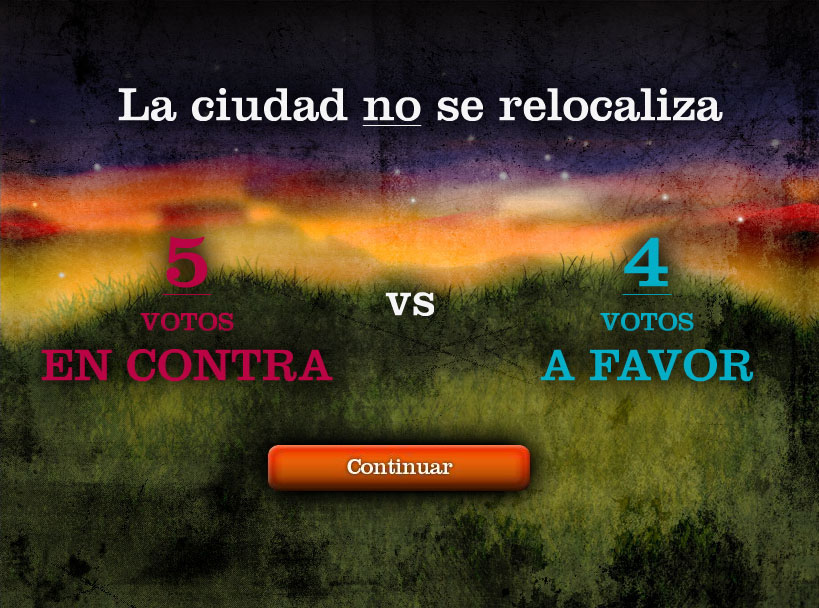 La ciudad no se relocaliza
5
VOTOS
EN CONTRA
vs
4
VOTOS
A FAVOR
Continuar